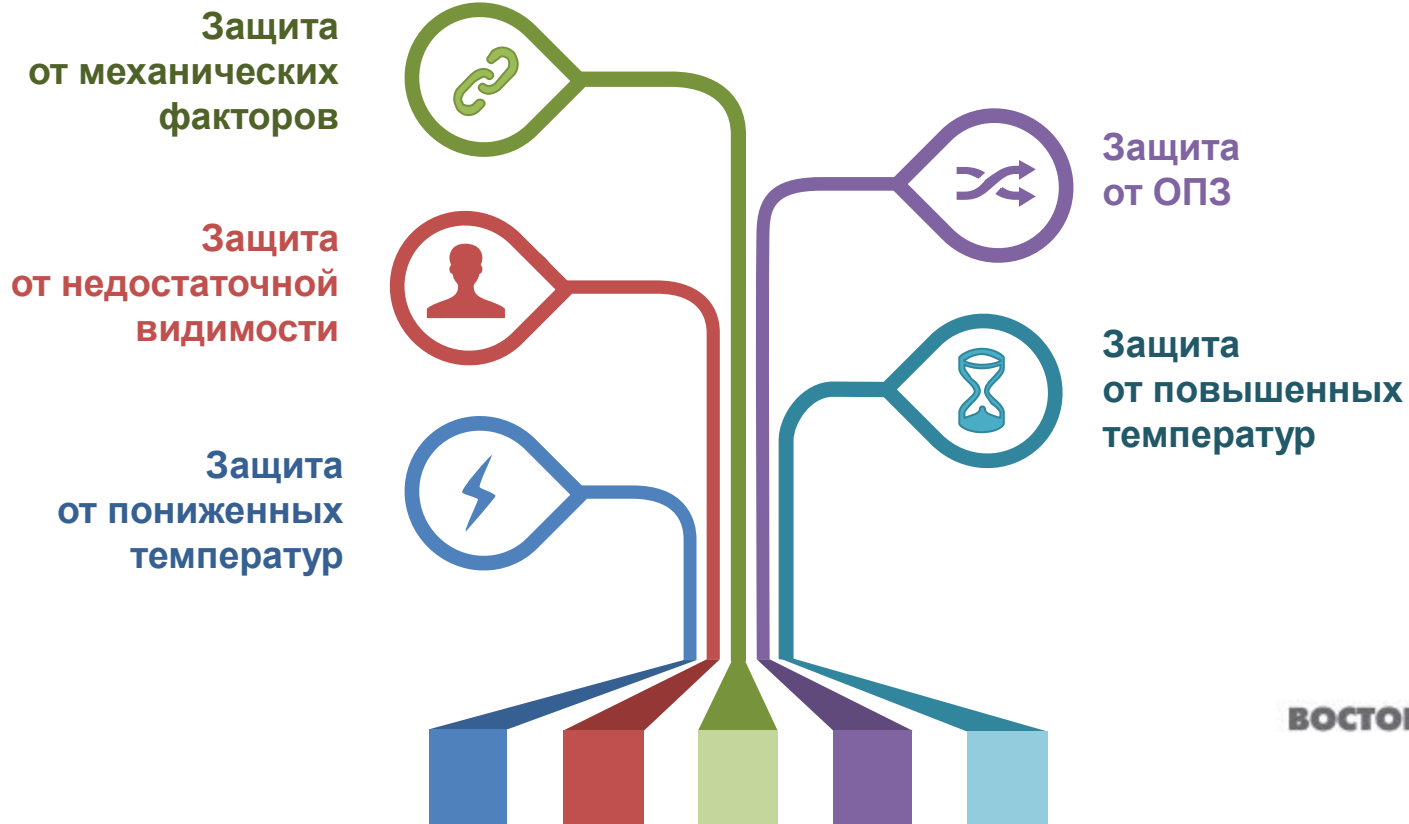 Защита
от механических
факторов
Защита
от ОПЗ
Защита
от недостаточной
видимости
Защита
от повышенных
температур
Защита
от пониженных
температур